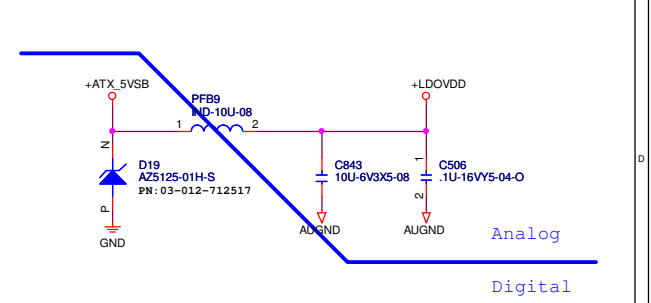 +ATX_5VSB
PFB9
IND-10U-08
+LDOVDD
1
2
N
D19
AZ5125-01H-S
PN:03-012-712517
P
GND
C843
10U-6V3X5-08
AUGND
1
C506
.1U-16VY5-04-O
2
AUGND
D
Analog
Digital